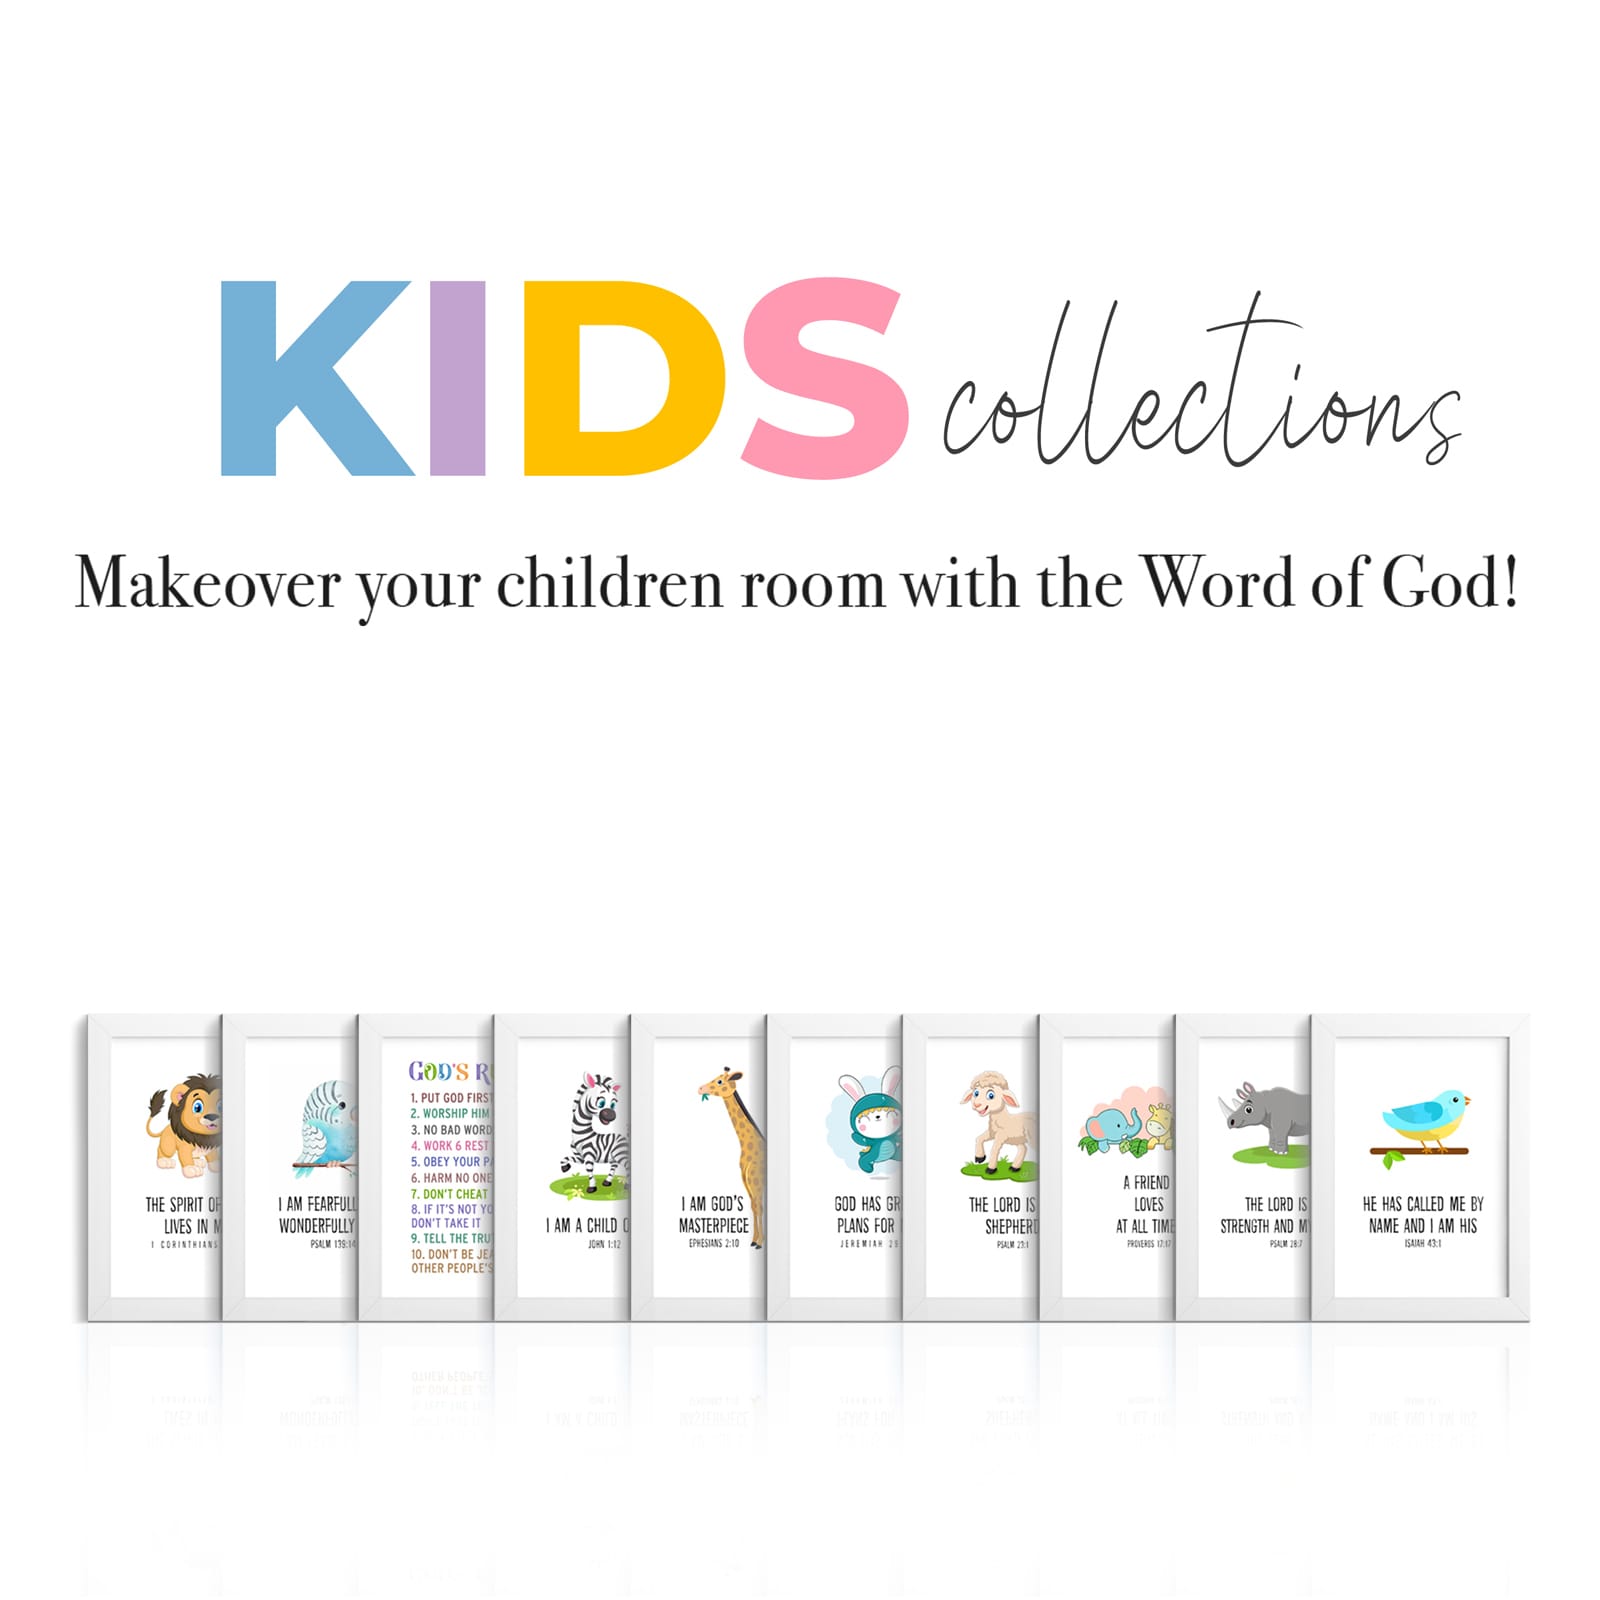 KIDS collections
Makeover your children room with the Word of God!
THE SPIRIT OF
LIVES IN M
1 CORINTHIANS
I AM FEARFULL
WONDERFULLY
PSALM 139:14
GOD'S R
1. PUT GOD FIRST
2. WORSHIP HIM
3. NO BAD WORD
4. WORK 6 REST
5. OBEY YOUR PA
6. HARM NO ONE
7. DON'T CHEAT
8. IF IT'S NOT YO
DON'T TAKE IT
9. TELL THE TRU
10. DON'T BE JEA
OTHER PEOPLE'S
I AM A CHILD O
JOHN 1:12
I AM GOD'S
MASTERPIECE
EPHESIANS 2:10
GOD HAS GR
PLANS FOR
JEREMIAH 29
THE LORD IS
SHEPHERD
PSALM 23:1
A FRIEND
LOVES
AT ALL TIME
PROVERBS 17:17
THE LORD IS
STRENGTH AND MY
PSALM 28:7
HE HAS CALLED ME BY
NAME AND I AM HIS
ISAIAH 43:1